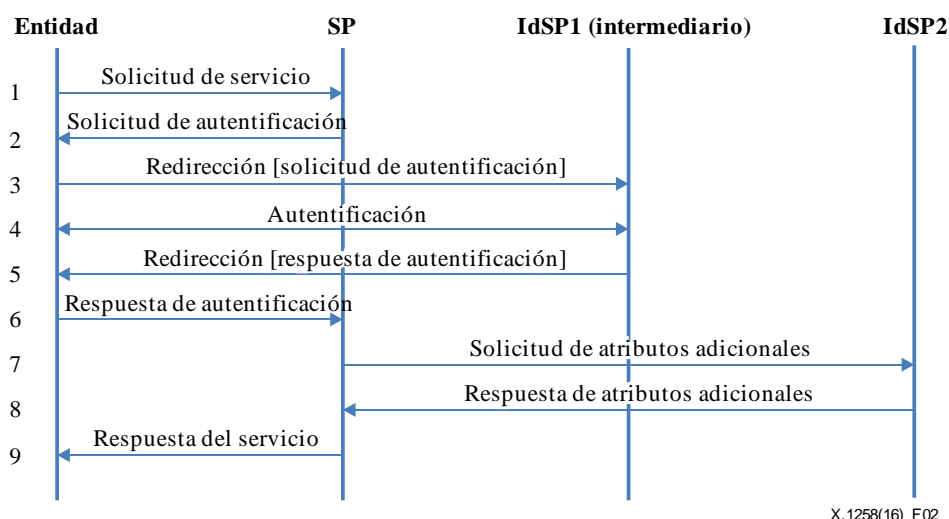 Entidad SP IdSP1 (intermediario) IdSP2
1 Solicitud de servicio
2 Solicitud de autentificación
3 Redirección [solicitud de autentificación]
4 Autentificación
5 Redirección [respuesta de autentificación]
6 Respuesta de autentificación
7 Solicitud de atributos adicionales
8 Respuesta de atributos adicionales
9 Respuesta del servicio
X.1258(16)_F02